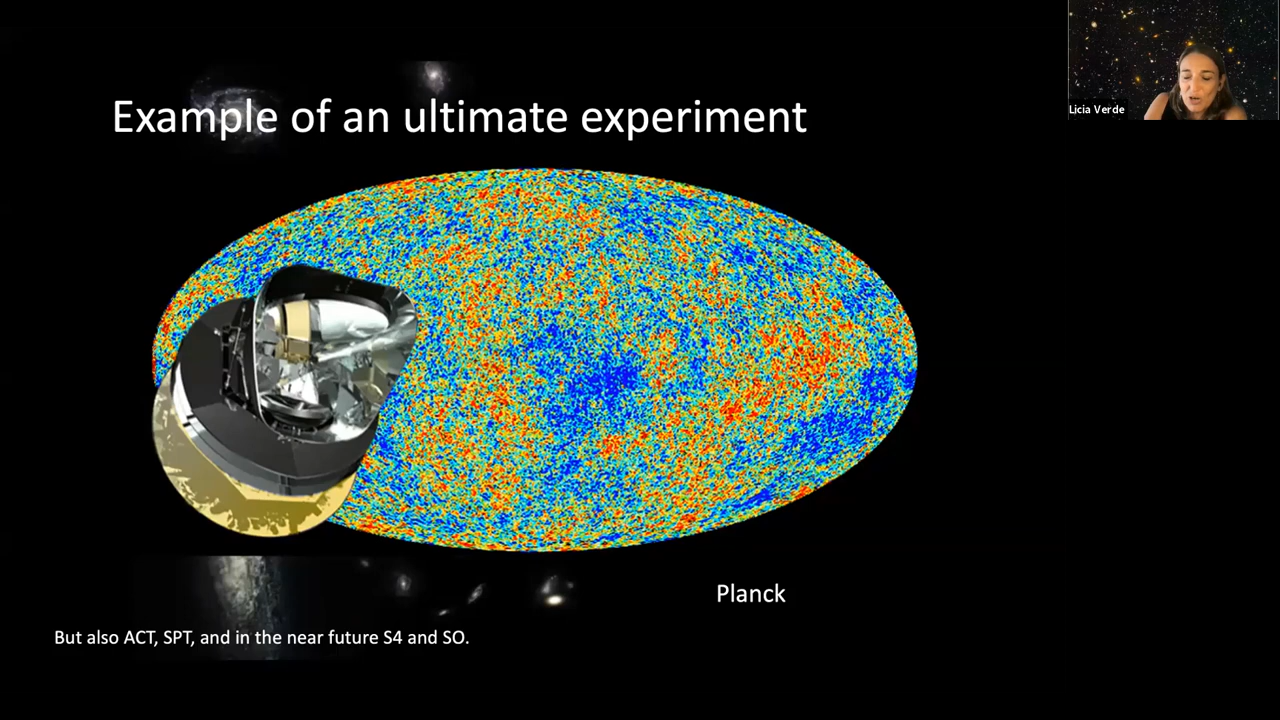 Example of an ultimate experiment
Licia Verde
Planck
But also ACT, SPT, and in the near future S4 and SO.